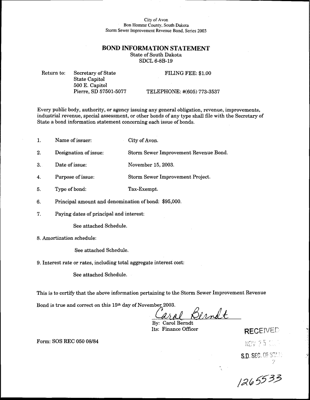 City of Avon
Bon Homme County, South Dakota
Storm Sewer Improvement Revenue Bond, Series 2003
BOND INFORMATION STATEMENT
State of South Dakota
SDCL 6-8B-19
Return to: Secretary of State FILING FEE: $1.00
State Capitol
500 E. Capitol
Pierre, SD 57501-5077 TELEPHONE: #(605) 773-3537
Every public body, authority, or agency issuing any general obligation, revenue, improvements,
industrial revenue, special assessment, or other bonds of any type shall file with the Secretary of
State a bond information statement concerning each issue of bonds.
1. Name of issuer: City of Avon.
2. Designation of issue: Storm Sewer Improvement Revenue Bond.
3. Date of issue: November 15, 2003.
4. Purpose of issue: Storm Sewer Improvement Project.
5. Type of bond: Tax-Exempt.
6. Principal amount and denomination of bond: $95,000.
7. Paying dates of principal and interest:
See attached Schedule.
8. Amortization schedule:
See attached Schedule.
9. Interest rate or rates, including total aggregate interest cost:
See attached Schedule.
This is to certify that the above information pertaining to the Storm Sewer Improvement Revenue
Bond is true and correct on this 15th day of November 2003.
Carol Berndt
By: Carol Berndt
Its: Finance Officer
RECEIVED
S.D. SEC. OF
Form: SOS REC 050 08/84
1265533